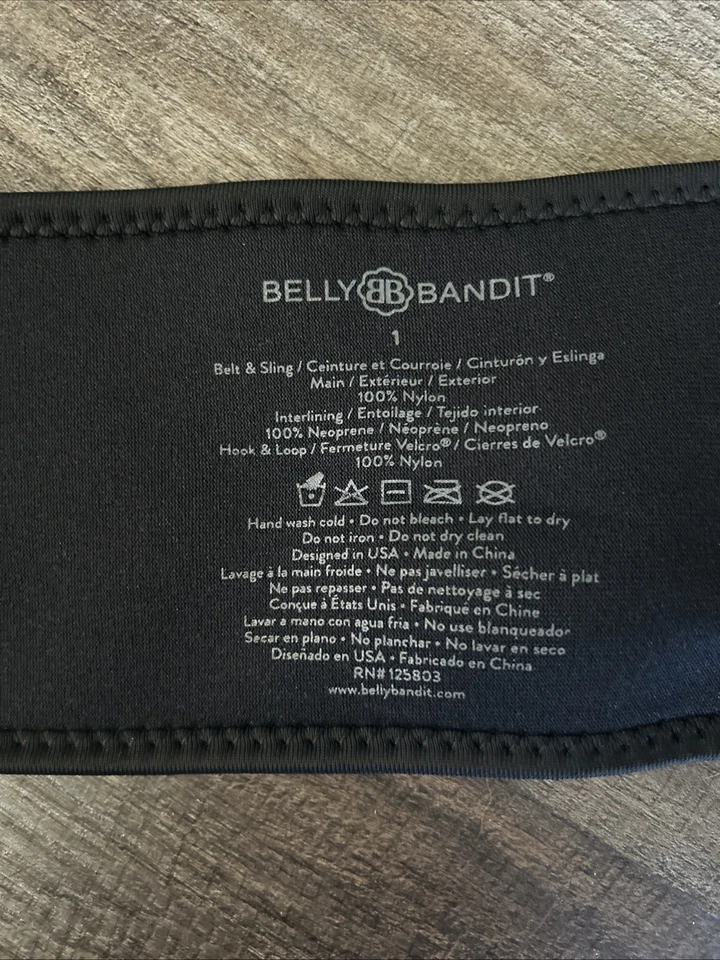 BELLY BB BANDIT®
1
Belt & Sling / Ceinture et Courroie / Cinturón y Eslinga
Main / Extérieur / Exterior
100% Nylon
Interlining / Entoilage / Tejido interior
100% Neoprene / Néoprène / Neopreno
Hook & Loop / Fermeture Velcro® / Cierres de Velcro®
100% Nylon
Hand wash cold • Do not bleach • Lay flat to dry
Do not iron • Do not dry clean
Designed in USA • Made in China
Lavage à la main froide • Ne pas javelliser • Sécher à plat
Ne pas repasser • Pas de nettoyage à sec
Conçue à États Unis • Fabriqué en Chine
Lavar a mano con agua fria • No use blanqueador
Secar en plano • No planchar • No lavar en seco
Diseñado en USA • Fabricado en China
RN# 125803
www.bellybandit.com